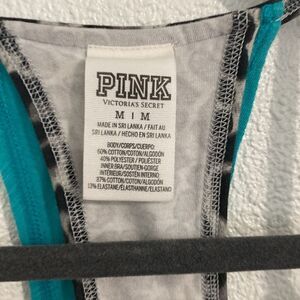 PINK
VICTORIA'S SECRET
M | M
MADE IN SRI LANKA / FAIT AU
SRI LANKA / HECHO EN SRI LANKA
BODY/CORPS/CUERPO:
60% COTTON/COTON/ALGODÓN
40% POLYESTER / POLIÉSTER
INNER BRA/SOUTIEN-GORGE
INTÉRIEUR/SOSTÉN INTERNO:
87% COTTON/COTON/ALGODÓN
13% ELASTANE/ÉLASTHANNE/ELASTANO